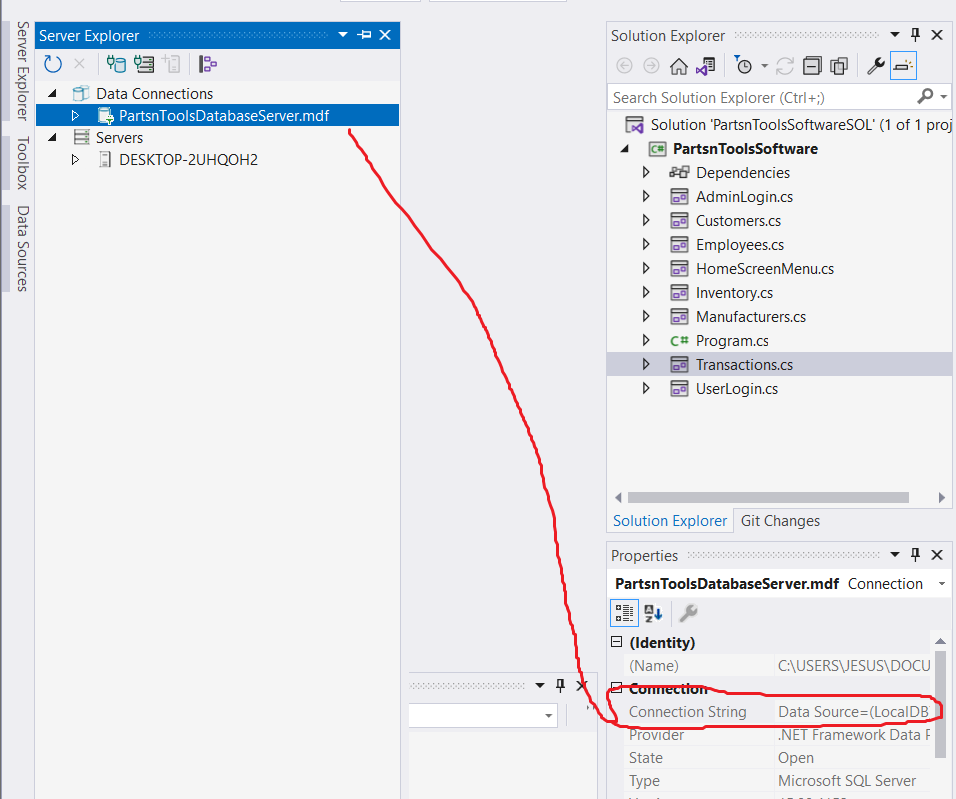 Server Explorer
Toolbox
Data Sources
Server Explorer
Data Connections
PartsnToolsDatabaseServer.mdf
Servers
DESKTOP-2UHQOH2
Solution Explorer
Search Solution Explorer (Ctrl+;)
Solution 'PartsnToolsSoftwareSOL' (1 of 1 proj
C# PartsnToolsSoftware
Dependencies
AdminLogin.cs
Customers.cs
Employees.cs
HomeScreenMenu.cs
Inventory.cs
Manufacturers.cs
C# Program.cs
Transactions.cs
UserLogin.cs
Solution Explorer Git Changes
Properties
PartsnToolsDatabaseServer.mdf Connection
(Identity)
(Name) C:\USERS\JESUS\DOCU
Connection
Connection String Data Source=(LocalDB
Provider .NET Framework Data P
State Open
Type Microsoft SQL Server